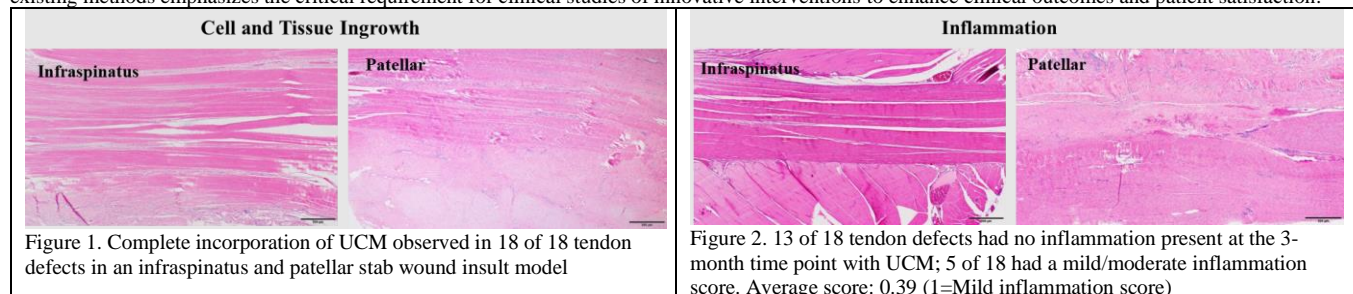 existing methods emphasizes the critical requirement for clinical studies of innovative interventions to enhance clinical outcomes and patient satisfaction.
Cell and Tissue Ingrowth
Infraspinatus
Patellar
Figure 1. Complete incorporation of UCM observed in 18 of 18 tendon
defects in an infraspinatus and patellar stab wound insult model
Inflammation
Infraspinatus
Patellar
Figure 2. 13 of 18 tendon defects had no inflammation present at the 3-
month time point with UCM; 5 of 18 had a mild/moderate inflammation
score. Average score: 0.39 (1=Mild inflammation score)